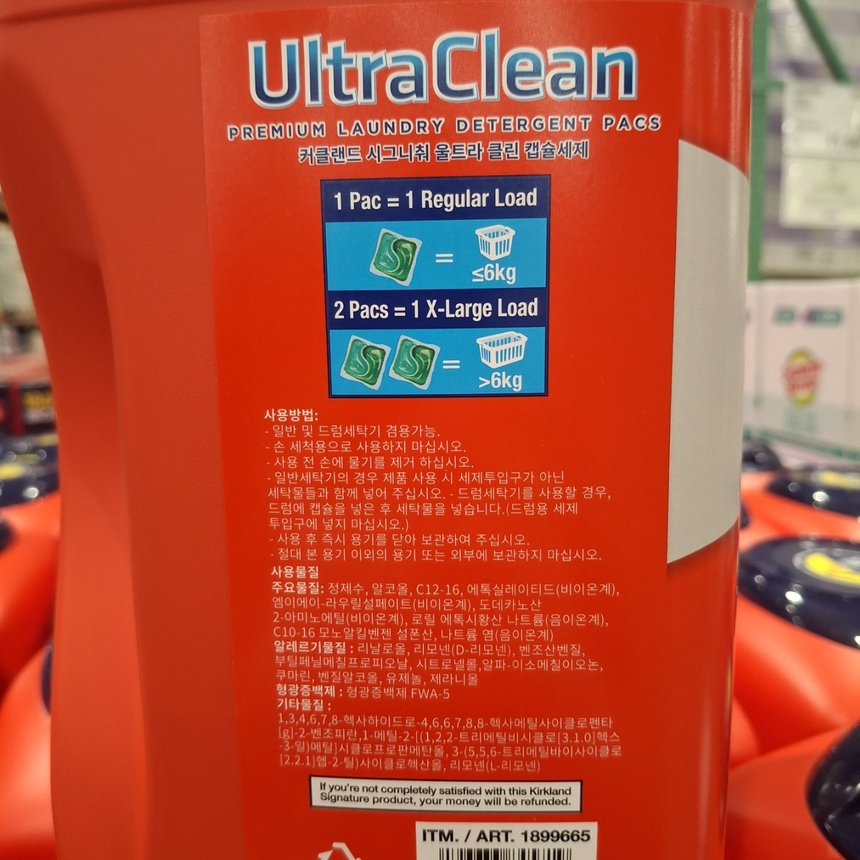 UltraClean
PREMIUM LAUNDRY DETERGENT PACS
커클랜드 시그니춰 울트라 클린 캡슐세제
1 Pac = 1 Regular Load
=
≤6kg
2 Pacs = 1 X-Large Load
=
>6kg
사용방법:
- 일반 및 드럼세탁기 겸용가능.
- 손 세척용으로 사용하지 마십시오.
- 사용 전 손에 물기를 제거 하십시오.
- 일반세탁기의 경우 제품 사용 시 세제투입구가 아닌
세탁물들과 함께 넣어 주십시오. - 드럼세탁기를 사용할 경우,
드럼에 캡슐을 넣은 후 세탁물을 넣습니다.(드럼용 세제
투입구에 넣지 마십시오.)
- 사용 후 즉시 용기를 닫아 보관하여 주십시오.
- 절대 본 용기 이외의 용기 또는 외부에 보관하지 마십시오.
사용물질
주요물질: 정제수, 알코올, C12-16, 에톡실레이티드(비이온계),
엠이에이-라우릴설페이트(비이온계), 도데카노산
2-아미노에틸(비이온계), 로릴 에톡시황산 나트륨(음이온계),
C10-16 모노알킬벤젠 설폰산, 나트륨 염(음이온계)
알레르기물질 : 리날로올, 리모넨(D-리모넨), 벤조산벤질,
부틸페닐메칠프로피오날, 시트로넬롤,알파-이소메칠이오논,
쿠마린, 벤질알코올, 유제놀, 제라니올
형광증백제 : 형광증백제 FWA-5
기타물질 :
1,3,4,6,7,8-헥사하이드로-4,6,6,7,8,8-헥사메틸사이클로펜타
[g]-2-벤조피란,1-메틸-2-[(1,2,2-트리메틸비시클로[3.1.0]헥스
-3-일)메틸]시클로프로판메탄올, 3-(5,5,6-트리메틸바이사이클로
[2.2.1]헵-2-틸)사이클로핵산올, 리모넨(L-리모넨)
If you're not completely satisfied with this Kirkland
Signature product, your money will be refunded.
ITM. / ART. 1899665